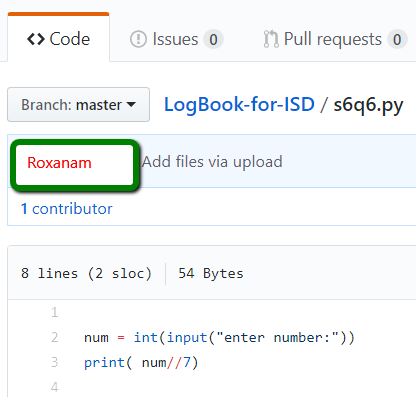 Code Issues 0 Pull requests 0
Branch: master LogBook-for-ISD / s6q6.py
Roxanam Add files via upload
1 contributor
8 lines (2 sloc) 54 Bytes
1
2 num = int(input("enter number:"))
3 print( num//7)
4